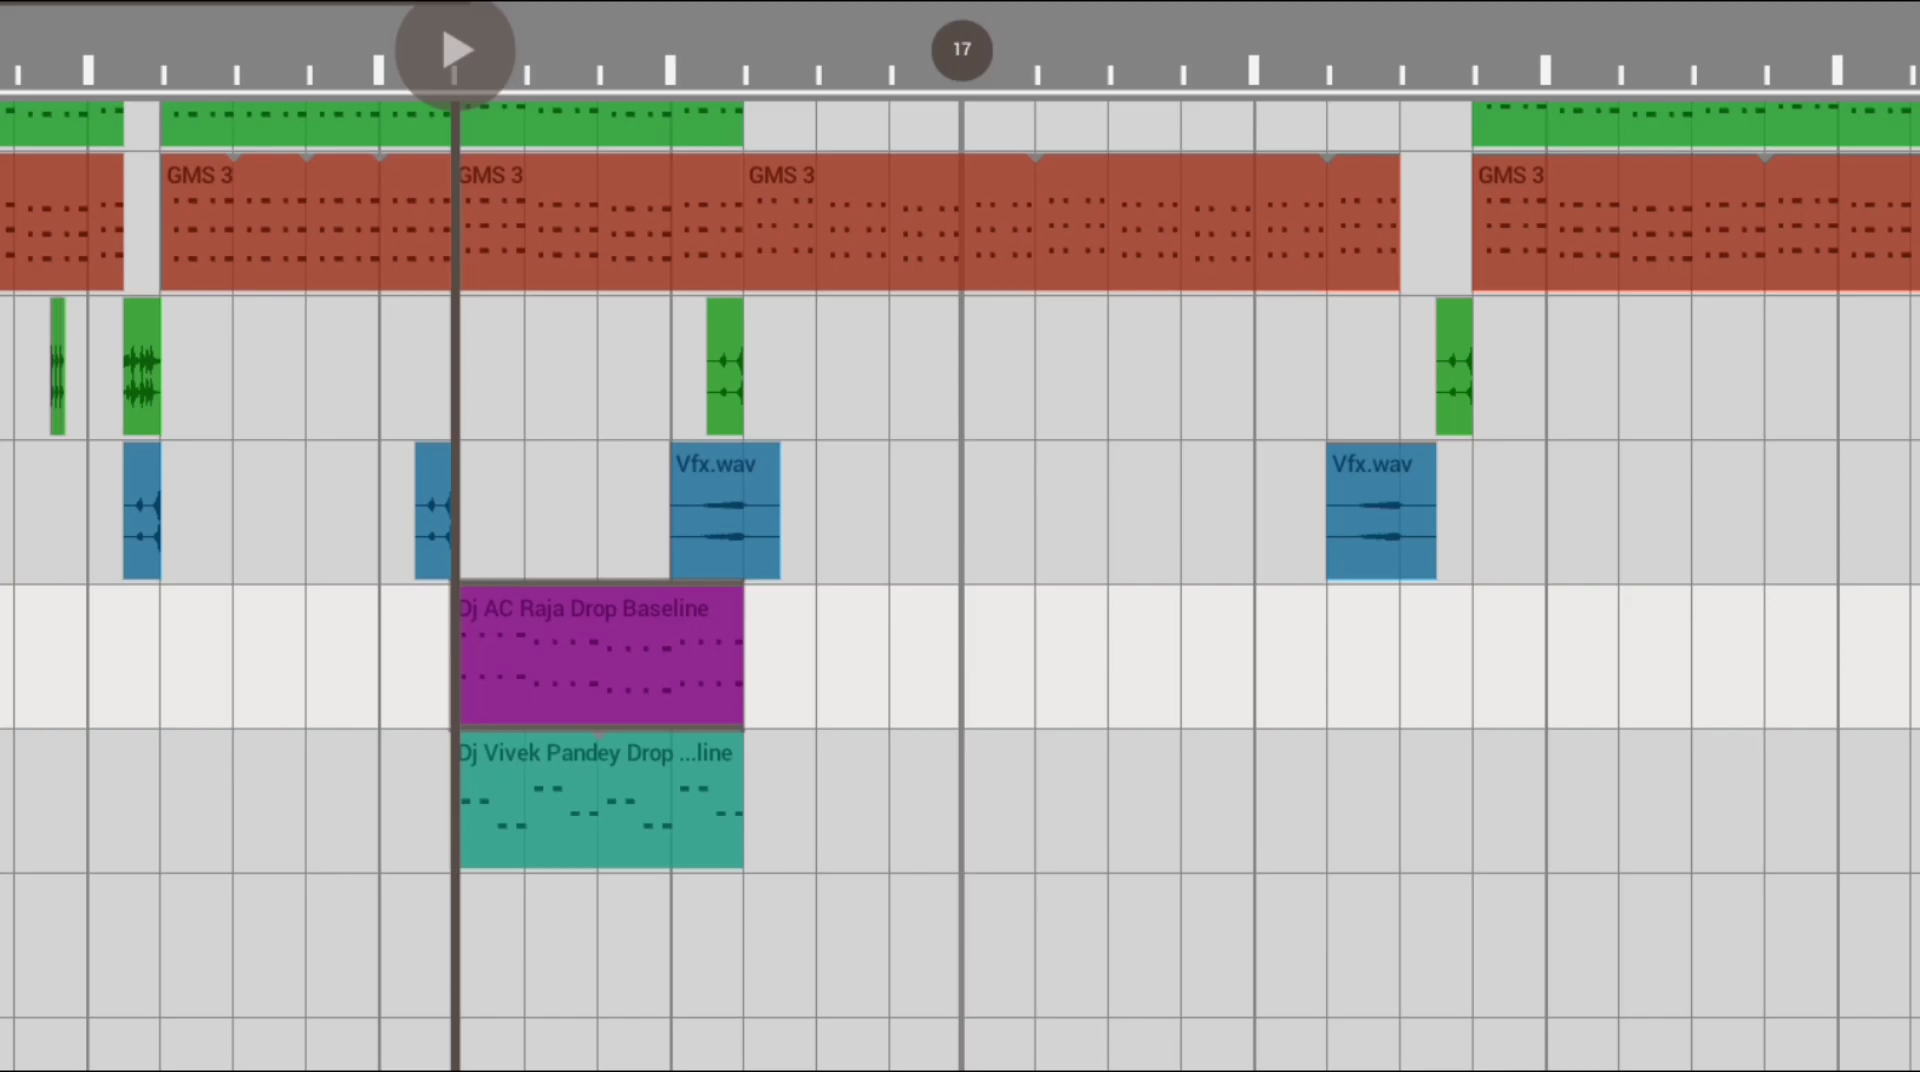 17
GMS 3
GMS 3
GMS 3
GMS 3
Vfx.wav
Vfx.wav
Dj AC Raja Drop Baseline
Dj Vivek Pandey Drop ...line